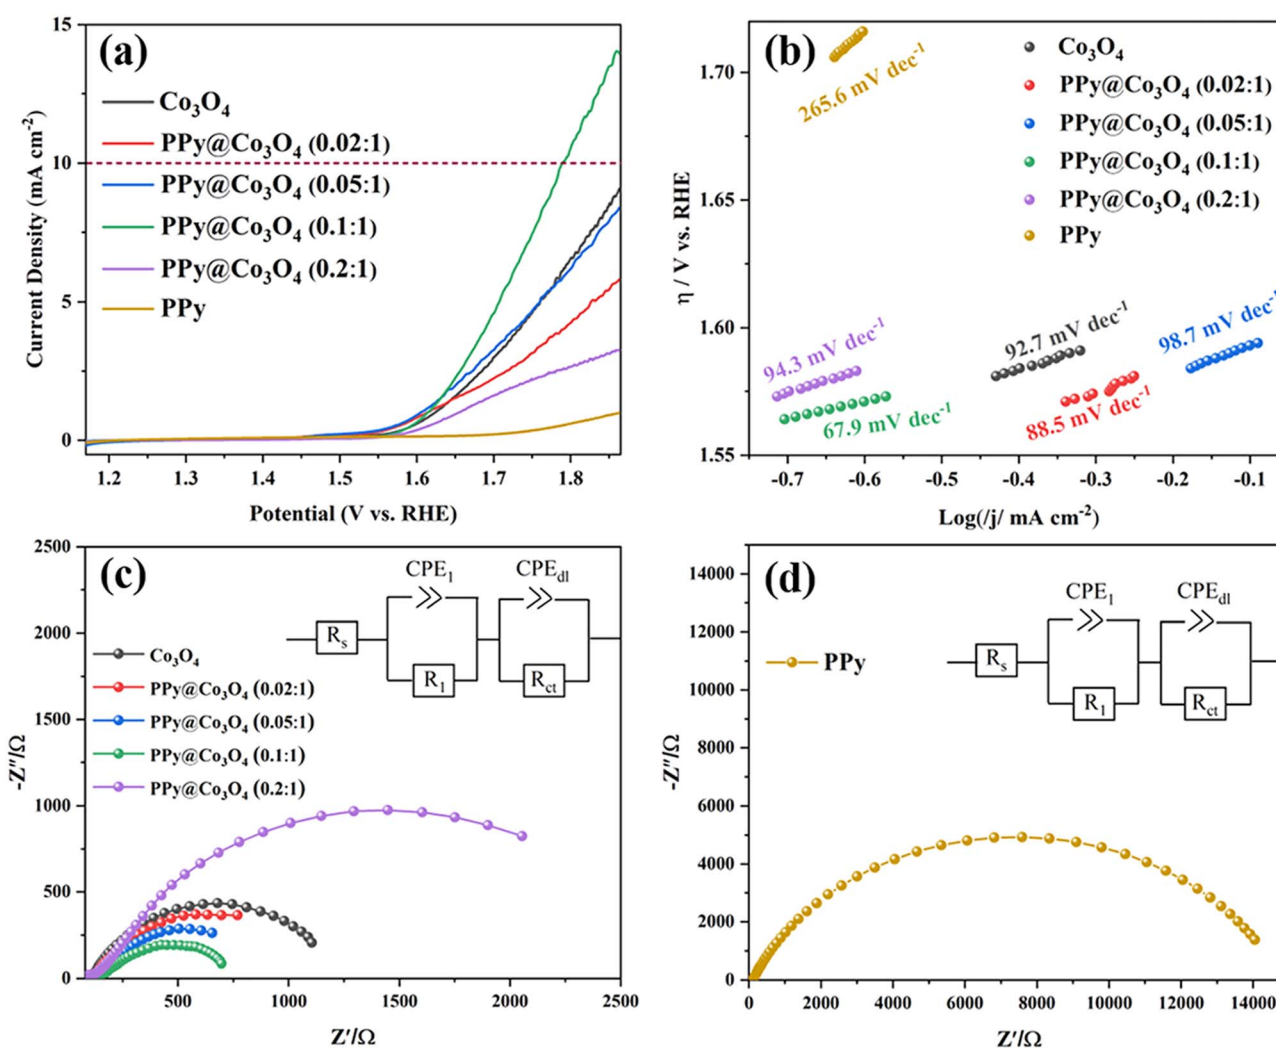 (a)
Co₃O₄
PPy@Co₃O₄ (0.02:1)
PPy@Co₃O₄ (0.05:1)
PPy@Co₃O₄ (0.1:1)
PPy@Co₃O₄ (0.2:1)
PPy
Current Density (mA cm⁻²)
15
10
5
0
1.2 1.3 1.4 1.5 1.6 1.7 1.8
Potential (V vs. RHE)
(b)
Co₃O₄
PPy@Co₃O₄ (0.02:1)
PPy@Co₃O₄ (0.05:1)
PPy@Co₃O₄ (0.1:1)
PPy@Co₃O₄ (0.2:1)
PPy
265.6 mV dec⁻¹
92.7 mV dec⁻¹
98.7 mV dec⁻¹
94.3 mV dec⁻¹
67.9 mV dec⁻¹
88.5 mV dec⁻¹
η / V vs. RHE
1.70
1.65
1.60
1.55
-0.7 -0.6 -0.5 -0.4 -0.3 -0.2 -0.1
Log(/j/ mA cm⁻²)
(c)
CPE₁ CPEdl
Rs
R₁ Rct
Co₃O₄
PPy@Co₃O₄ (0.02:1)
PPy@Co₃O₄ (0.05:1)
PPy@Co₃O₄ (0.1:1)
PPy@Co₃O₄ (0.2:1)
-Z″/Ω
2500
2000
1500
1000
500
0
500 1000 1500 2000 2500
Z′/Ω
(d)
CPE₁ CPEdl
Rs
R₁ Rct
PPy
-Z″/Ω
14000
12000
10000
8000
6000
4000
2000
0
0 2000 4000 6000 8000 10000 12000 14000
Z′/Ω